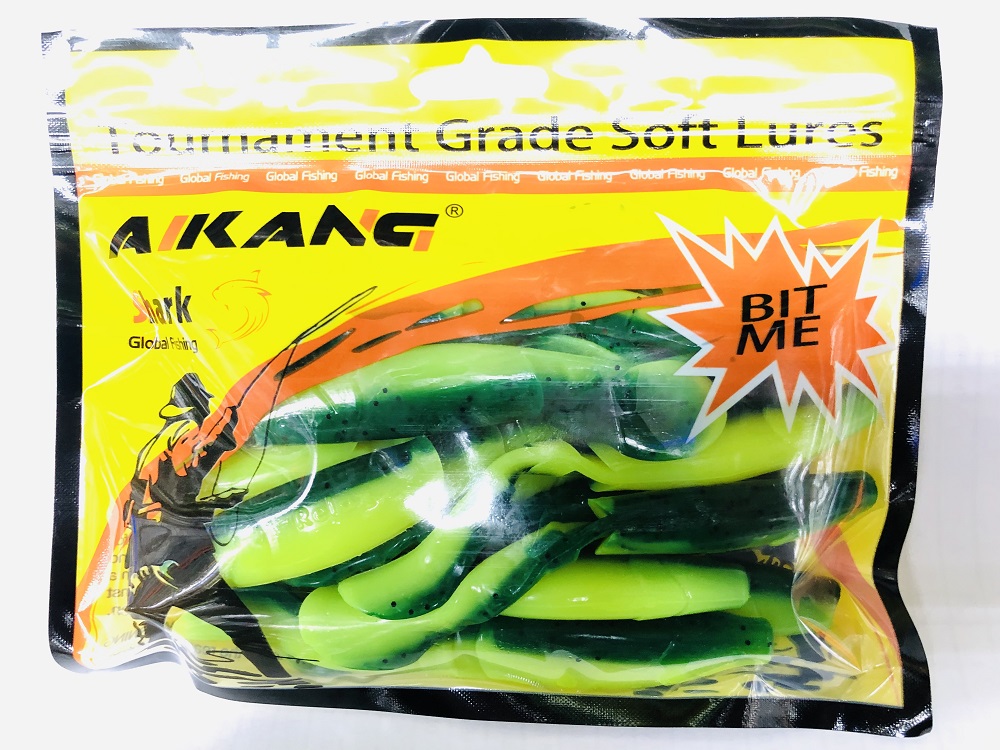 Tournament Grade Soft Lures
Global Fishing Global Fishing Global Fishing Global Fishing Global Fishing Global Fishing Global Fishing Global Fishing Fishing
AIKANG ®
Shark
Global Fishing
BIT
ME